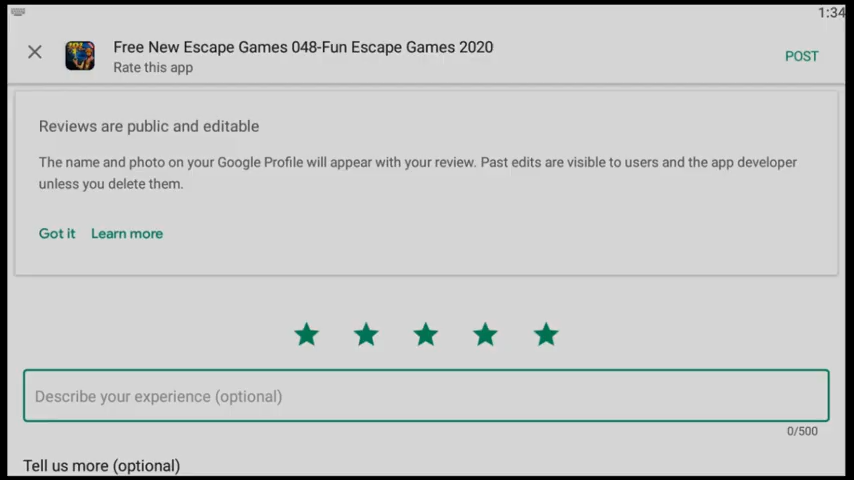 1:34
Free New Escape Games 048-Fun Escape Games 2020
Rate this app
POST
Reviews are public and editable
The name and photo on your Google Profile will appear with your review. Past edits are visible to users and the app developer
unless you delete them.
Got it Learn more
Describe your experience (optional)
0/500
Tell us more (optional)